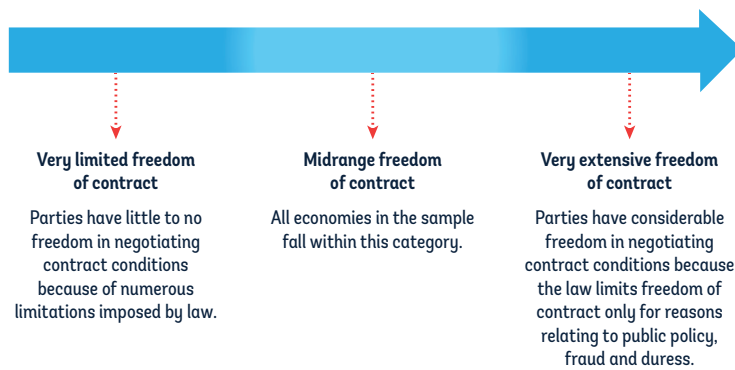 Very limited freedom
of contract
Parties have little to no
freedom in negotiating
contract conditions
because of numerous
limitations imposed by law.
Midrange freedom
of contract
All economies in the sample
fall within this category.
Very extensive freedom
of contract
Parties have considerable
freedom in negotiating
contract conditions because
the law limits freedom of
contract only for reasons
relating to public policy,
fraud and duress.